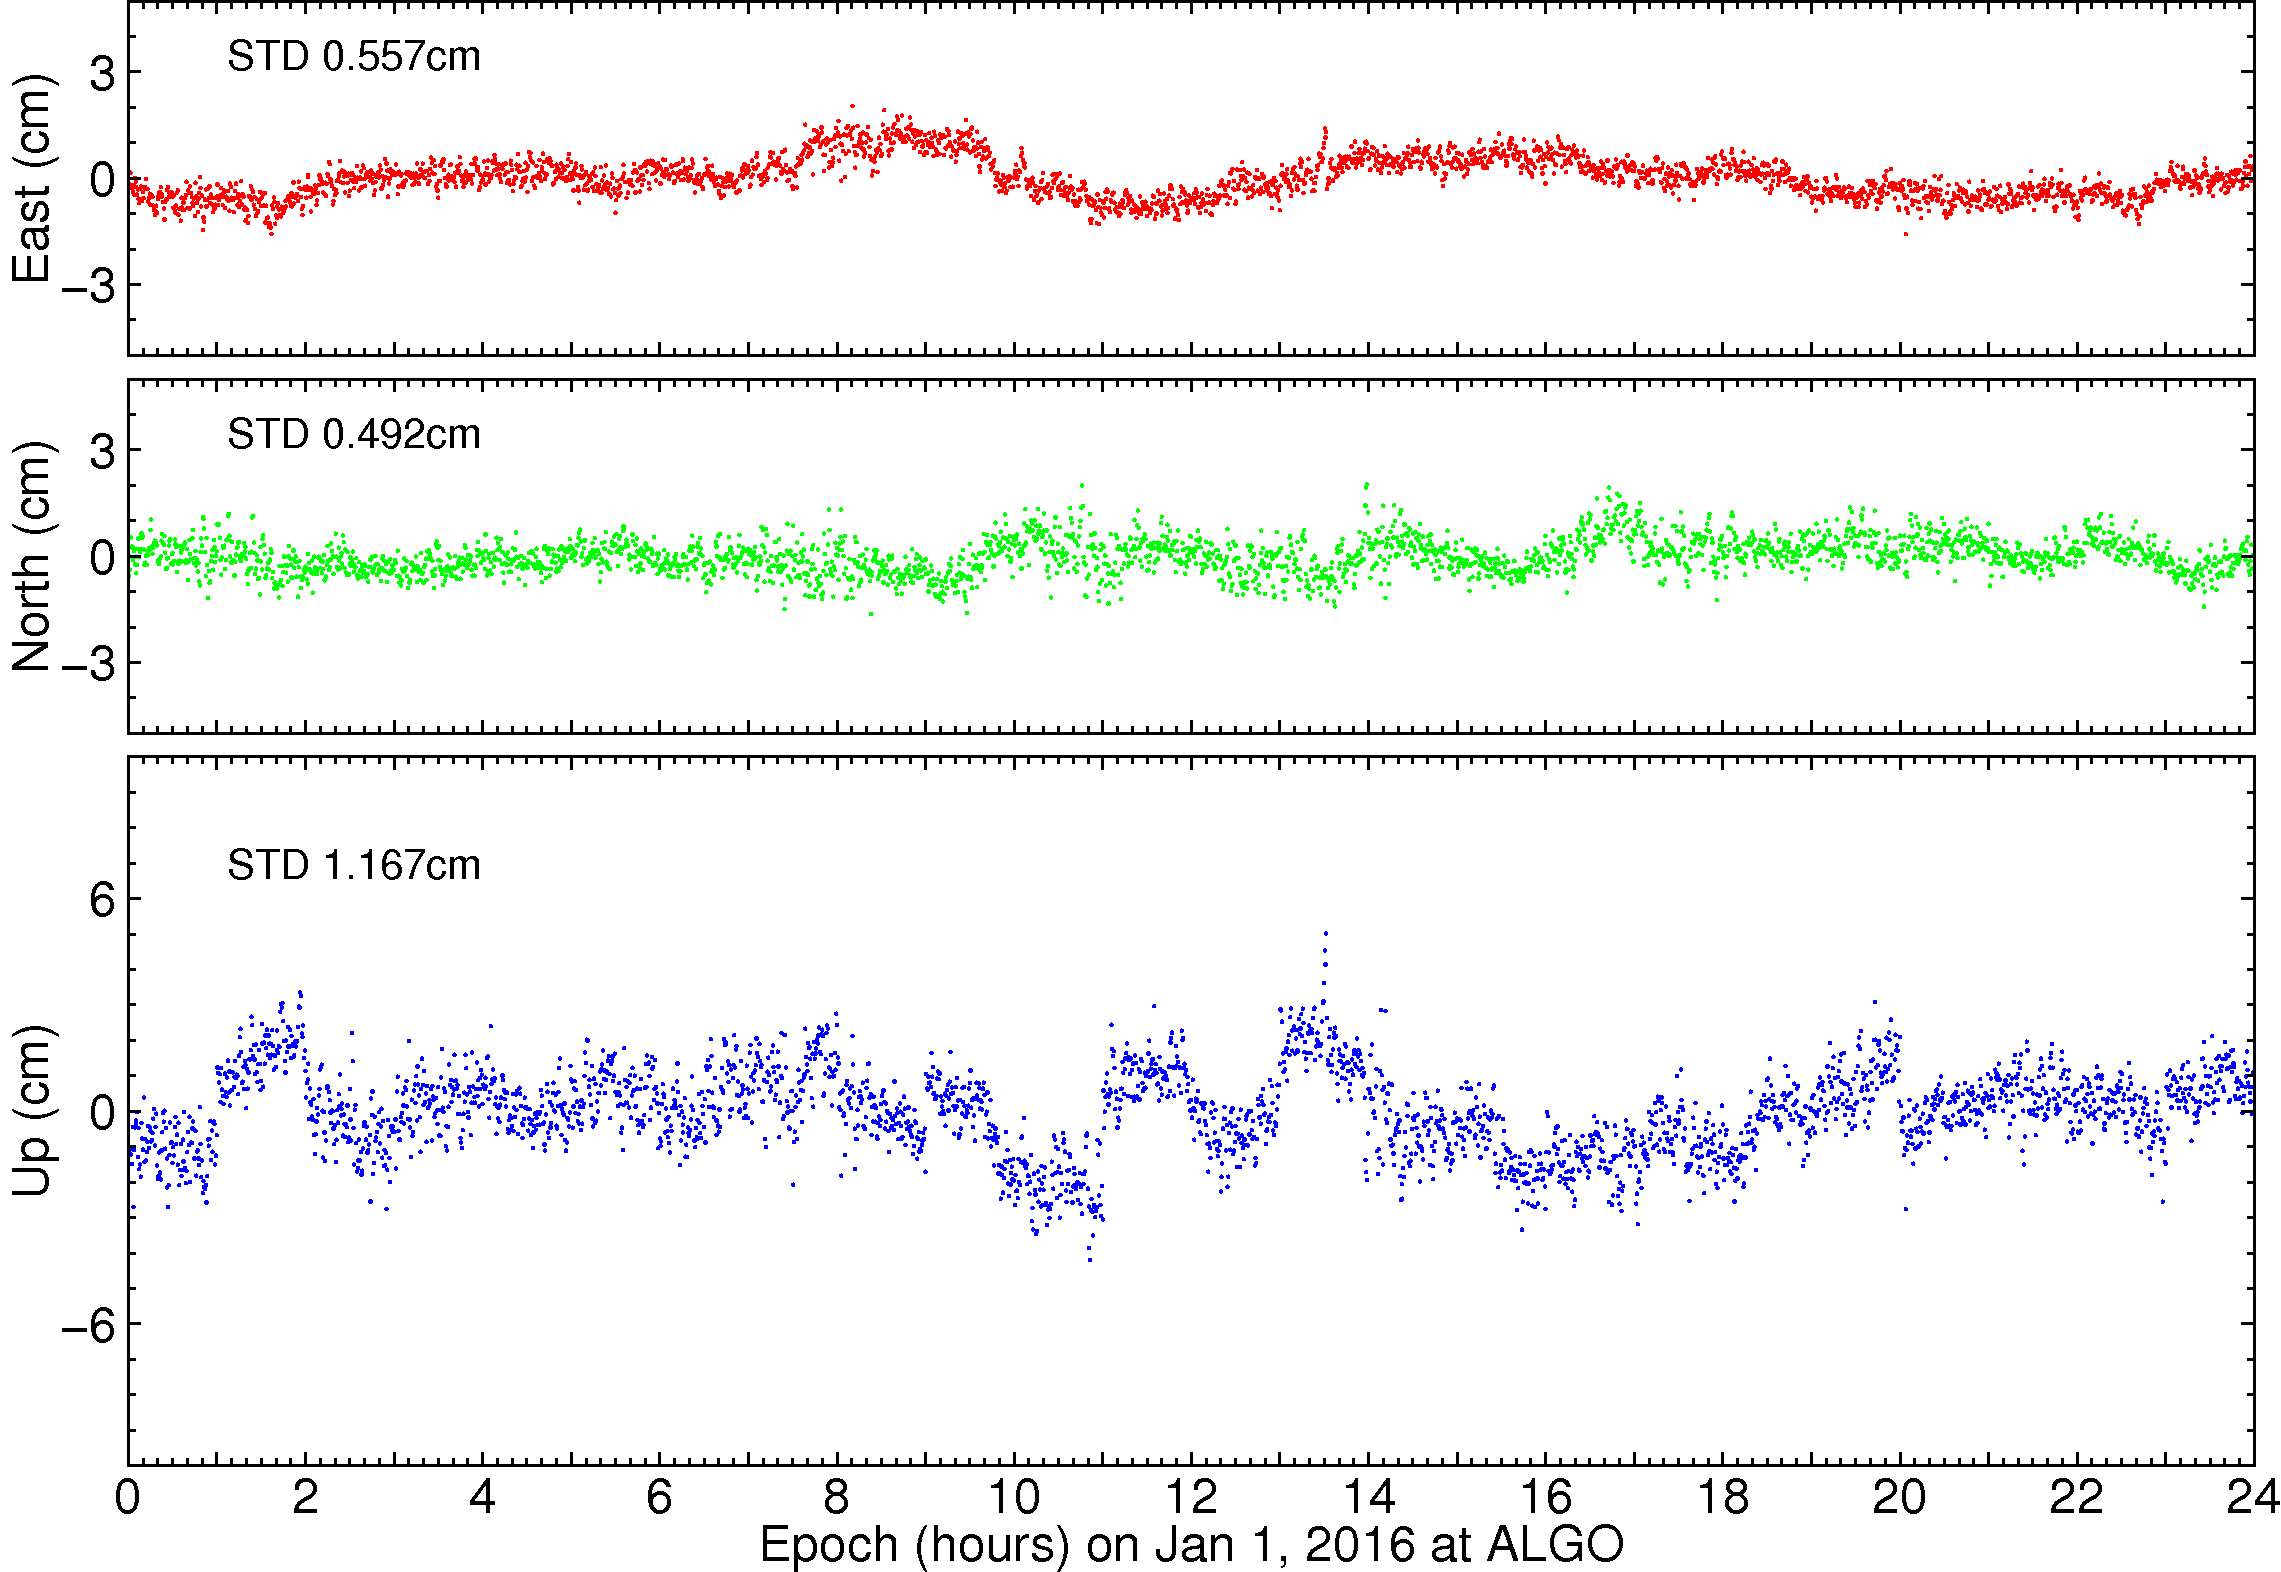 STD 0.557cm
East (cm)
3
0
−3
STD 0.492cm
North (cm)
3
0
−3
STD 1.167cm
Up (cm)
6
0
−6
0 2 4 6 8 10 12 14 16 18 20 22 24
Epoch (hours) on Jan 1, 2016 at ALGO